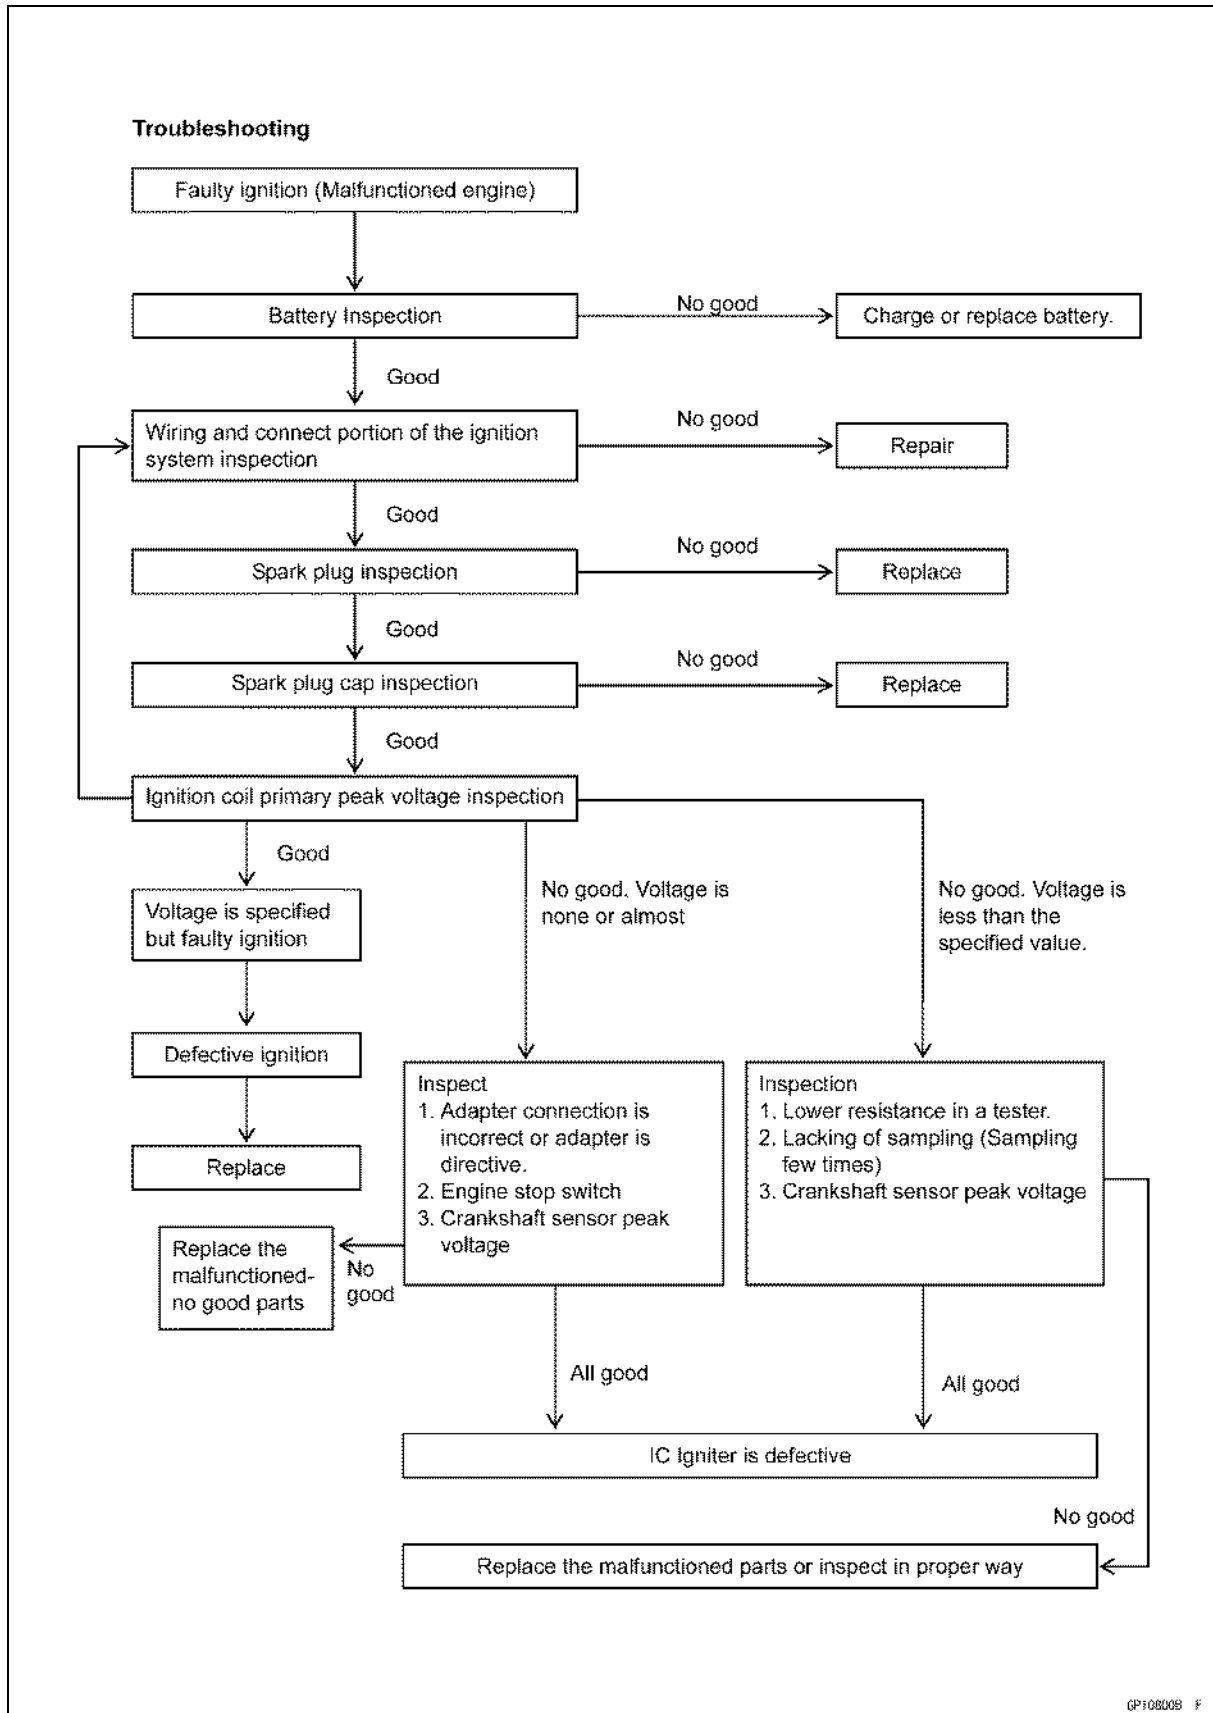 Troubleshooting
Faulty ignition (Malfunctioned engine)
Battery Inspection
No good
Charge or replace battery.
Good
Wiring and connect portion of the ignition
system inspection
No good
Repair
Good
Spark plug inspection
No good
Replace
Good
Spark plug cap inspection
No good
Replace
Good
Ignition coil primary peak voltage inspection
Good
Voltage is specified
but faulty ignition
Defective ignition
Replace
No good. Voltage is
none or almost
No good. Voltage is
less than the
specified value.
Inspect
1. Adapter connection is
incorrect or adapter is
directive.
2. Engine stop switch
3. Crankshaft sensor peak
voltage
Inspection
1. Lower resistance in a tester.
2. Lacking of sampling (Sampling
few times)
3. Crankshaft sensor peak voltage
Replace the
malfunctioned-
no good parts
No
good
All good
All good
IC Igniter is defective
No good
Replace the malfunctioned parts or inspect in proper way